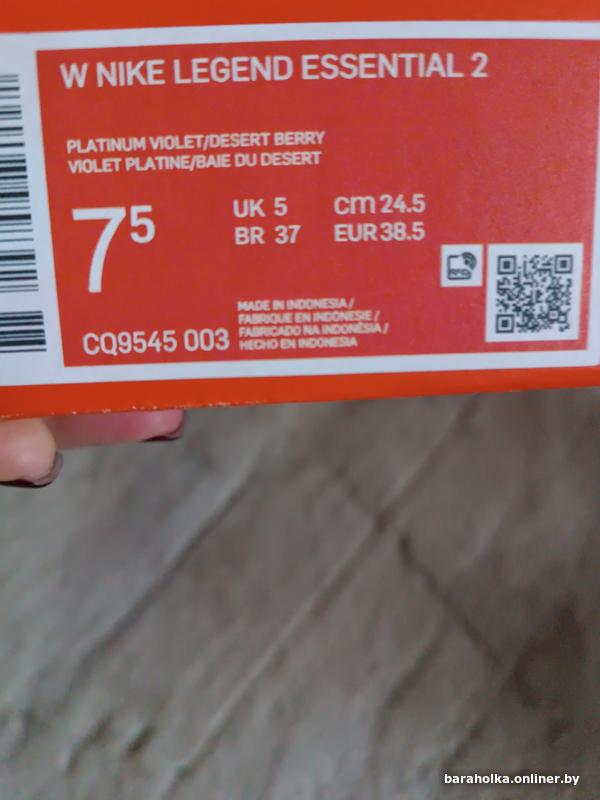 W NIKE LEGEND ESSENTIAL 2
PLATINUM VIOLET/DESERT BERRY
VIOLET PLATINE/BAIE DU DESERT
7⁵
UK 5 cm 24.5
BR 37 EUR 38.5
MADE IN INDONESIA /
FABRIQUE EN INDONESIE /
FABRICADO NA INDONÉSIA /
HECHO EN INDONESIA
CQ9545 003
RFID
baraholka.onliner.by